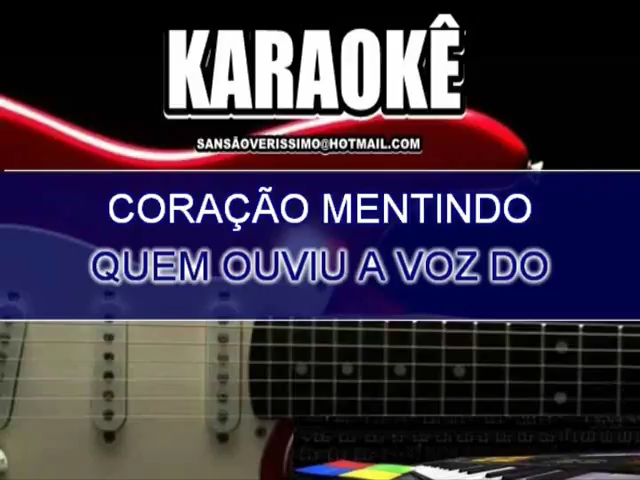 KARAOKÊ
SANSÃOVERISSIMO@HOTMAIL.COM
CORAÇÃO MENTINDO
QUEM OUVIU A VOZ DO